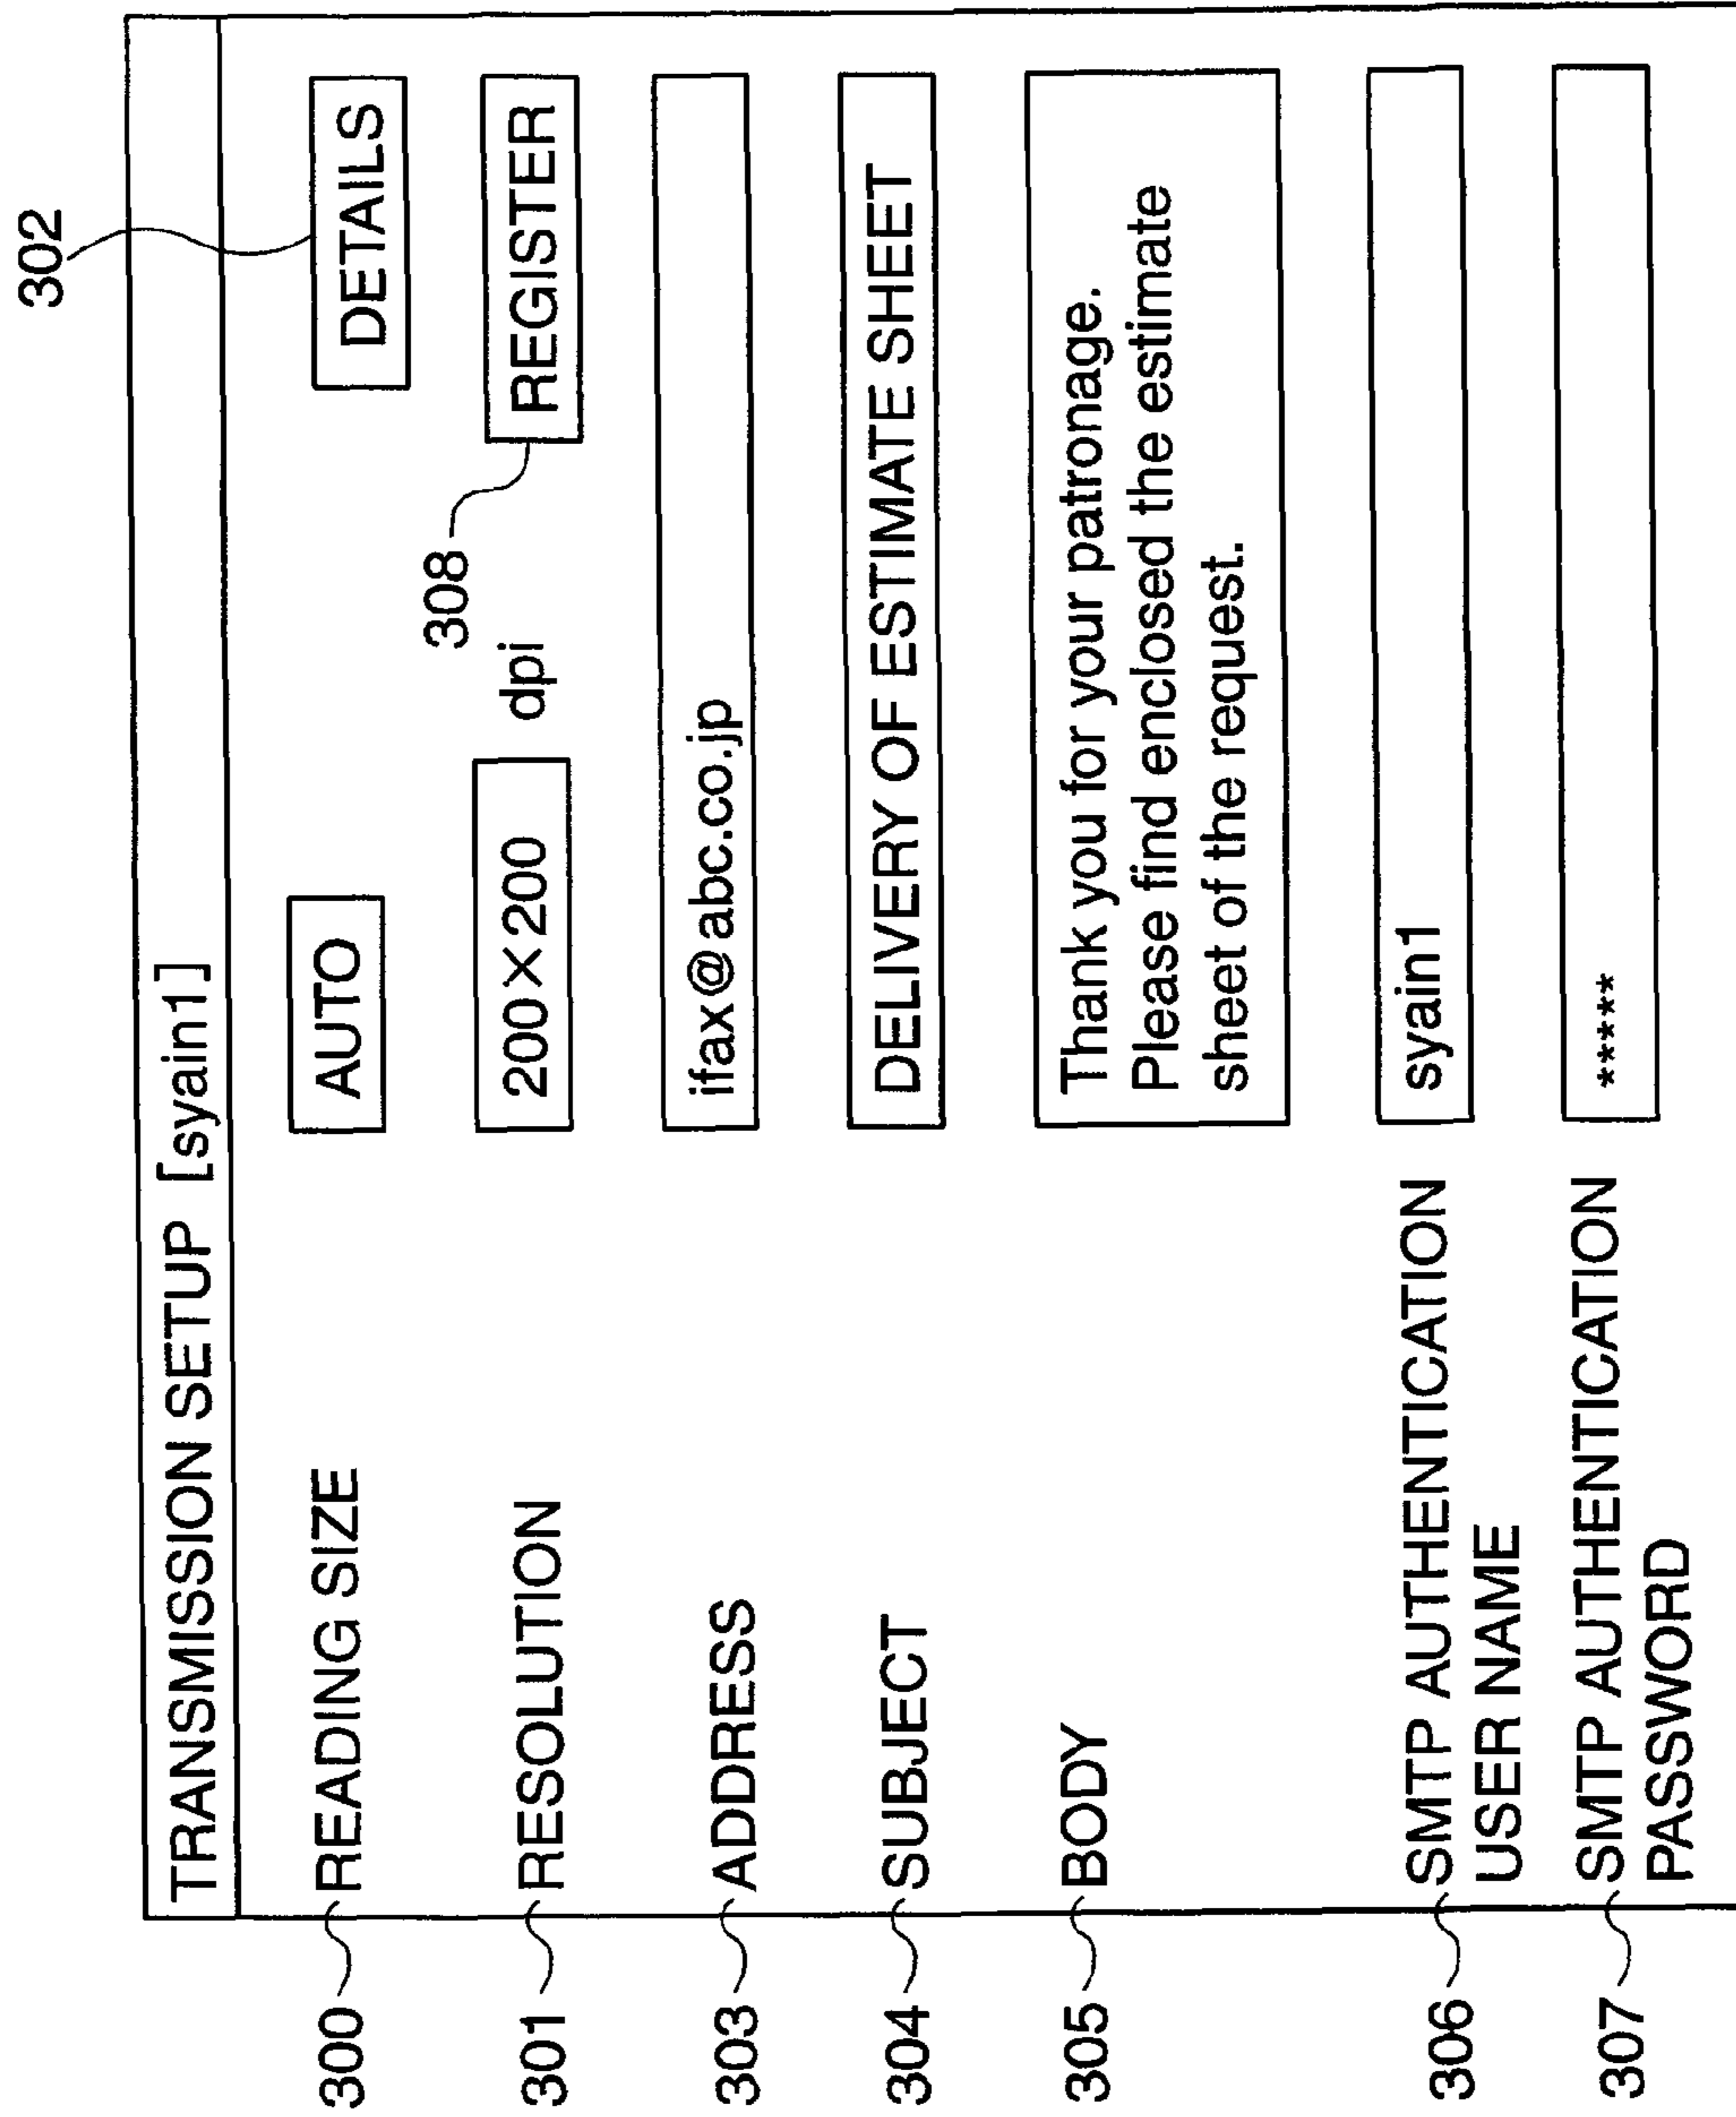 302
TRANSMISSION SETUP [syain1]
300 READING SIZE AUTO DETAILS
308
301 RESOLUTION 200×200 dpi REGISTER
303 ADDRESS ifax@abc.co.jp
304 SUBJECT DELIVERY OF ESTIMATE SHEET
305 BODY Thank you for your patronage.
Please find enclosed the estimate
sheet of the request.
306 SMTP AUTHENTICATION syain1
USER NAME
307 SMTP AUTHENTICATION *****
PASSWORD